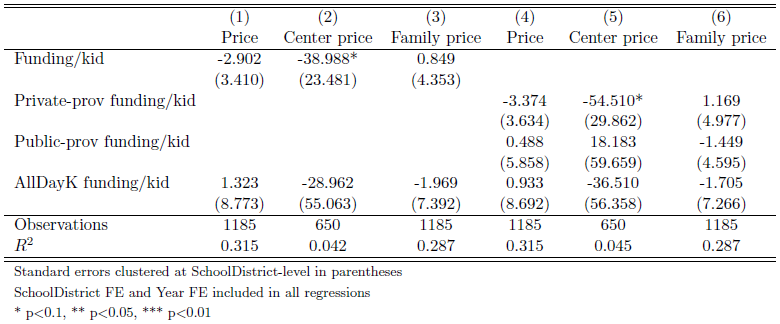 (1) (2) (3) (4) (5) (6)
Price Center price Family price Price Center price Family price
Funding/kid -2.902 -38.988* 0.849
(3.410) (23.481) (4.353)
Private-prov funding/kid -3.374 -54.510* 1.169
(3.634) (29.862) (4.977)
Public-prov funding/kid 0.488 18.183 -1.449
(5.858) (59.659) (4.595)
AllDayK funding/kid 1.323 -28.962 -1.969 0.933 -36.510 -1.705
(8.773) (55.063) (7.392) (8.692) (56.358) (7.266)
Observations 1185 650 1185 1185 650 1185
R2 0.315 0.042 0.287 0.315 0.045 0.287
Standard errors clustered at SchoolDistrict-level in parentheses
SchoolDistrict FE and Year FE included in all regressions
* p<0.1, ** p<0.05, *** p<0.01